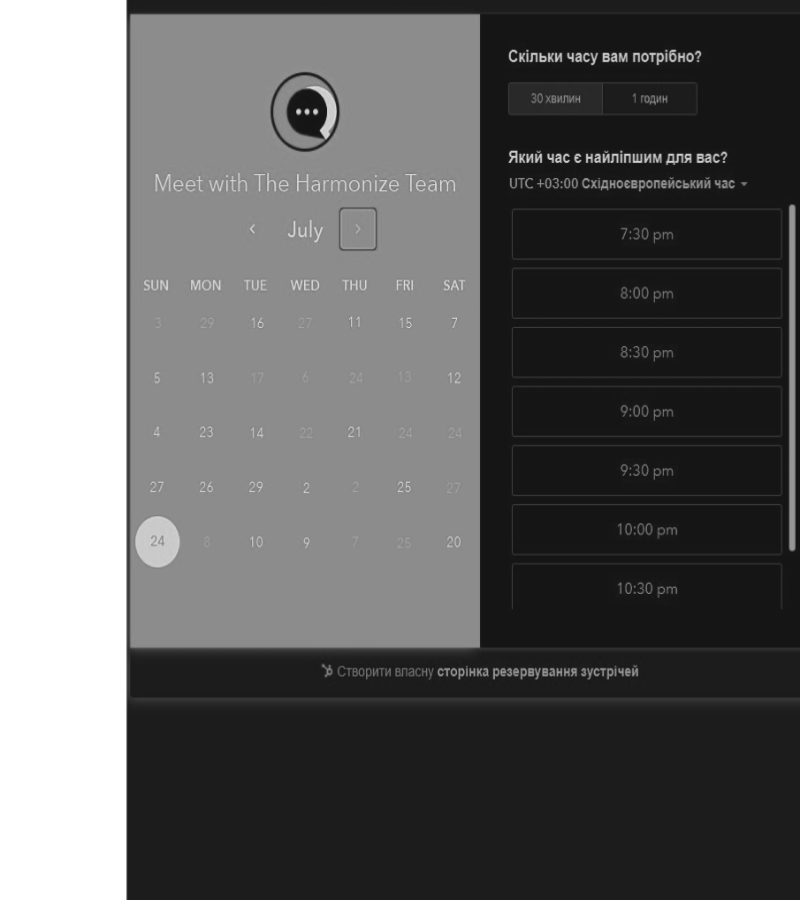 Meet with The Harmonize Team
July
SUN MON TUE WED THU FRI SAT
3 29 16 27 11 15 7
5 13 17 6 24 13 12
4 23 14 22 21 24 24
27 26 29 2 2 25 27
24 8 10 9 7 25 20
Скільки часу вам потрібно?
30 хвилин 1 годин
Який час є найліпшим для вас?
UTC +03:00 Східноєвропейський час
7:30 pm
8:00 pm
8:30 pm
9:00 pm
9:30 pm
10:00 pm
10:30 pm
Створити власну сторінка резервування зустрічей